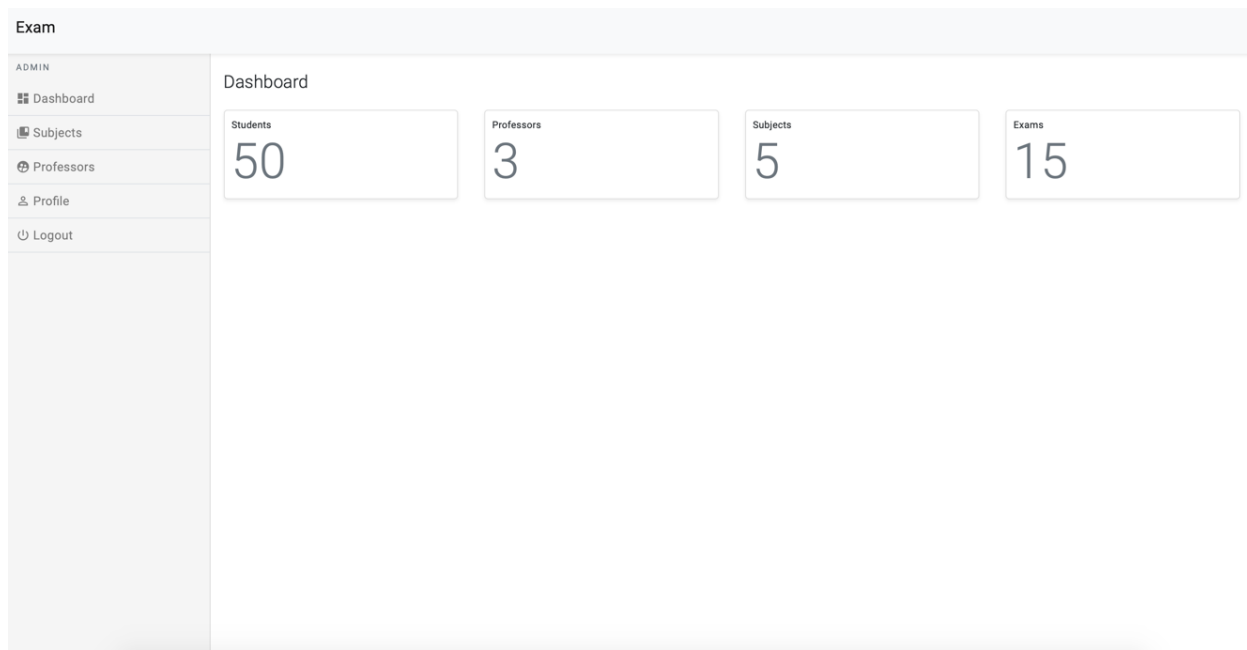 Exam
ADMIN
Dashboard
Subjects
Professors
Profile
Logout
Dashboard
Students
50
Professors
3
Subjects
5
Exams
15